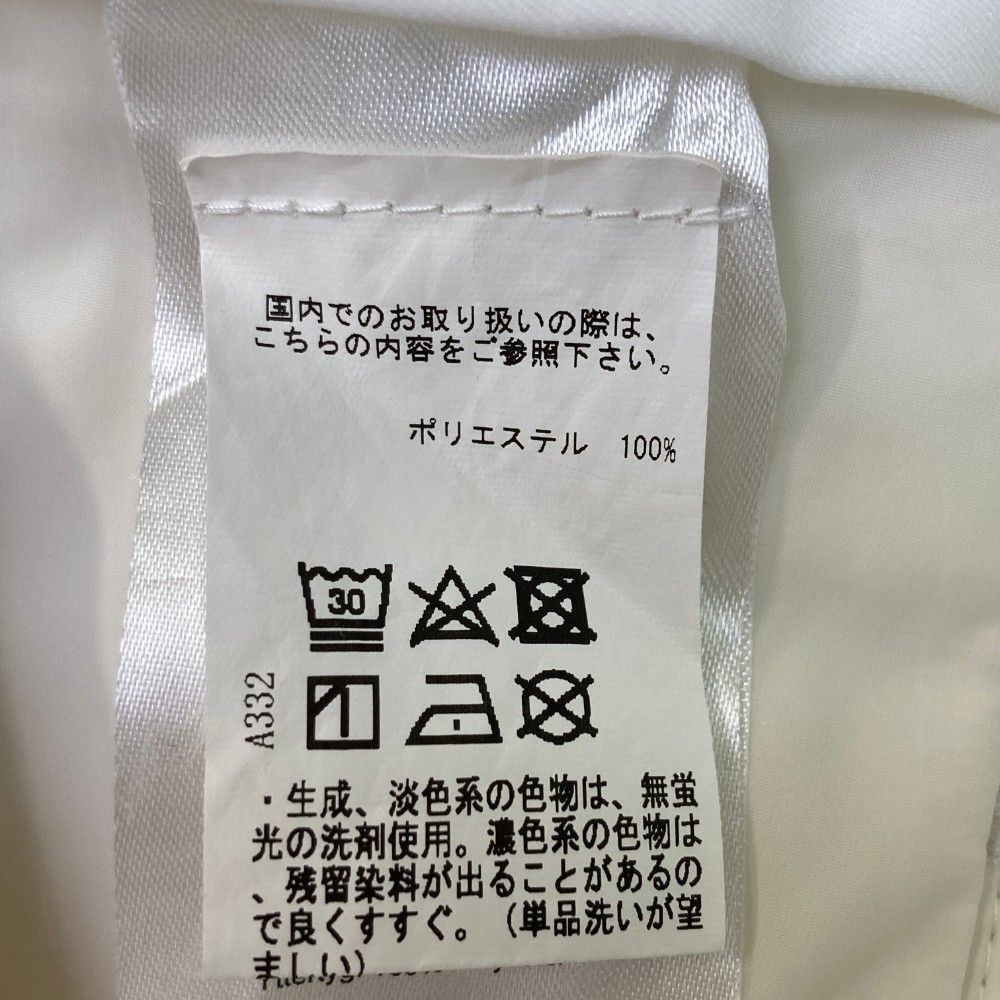 国内でのお取り扱いの際は、
こちらの内容をご参照下さい。
ポリエステル 100%
30
A332
・生成、淡色系の色物は、無蛍
光の洗剤使用。濃色系の色物は
、残留染料が出ることがあるの
で良くすすぐ。（単品洗いが望
ましい）